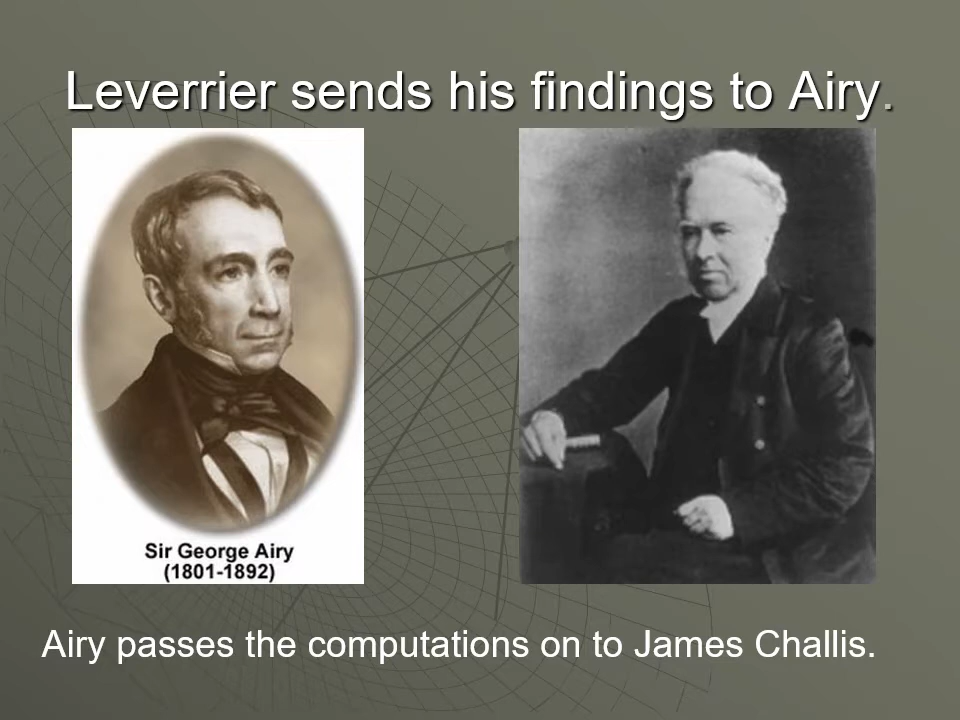 Leverrier sends his findings to Airy.
Sir George Airy
(1801-1892)
Airy passes the computations on to James Challis.